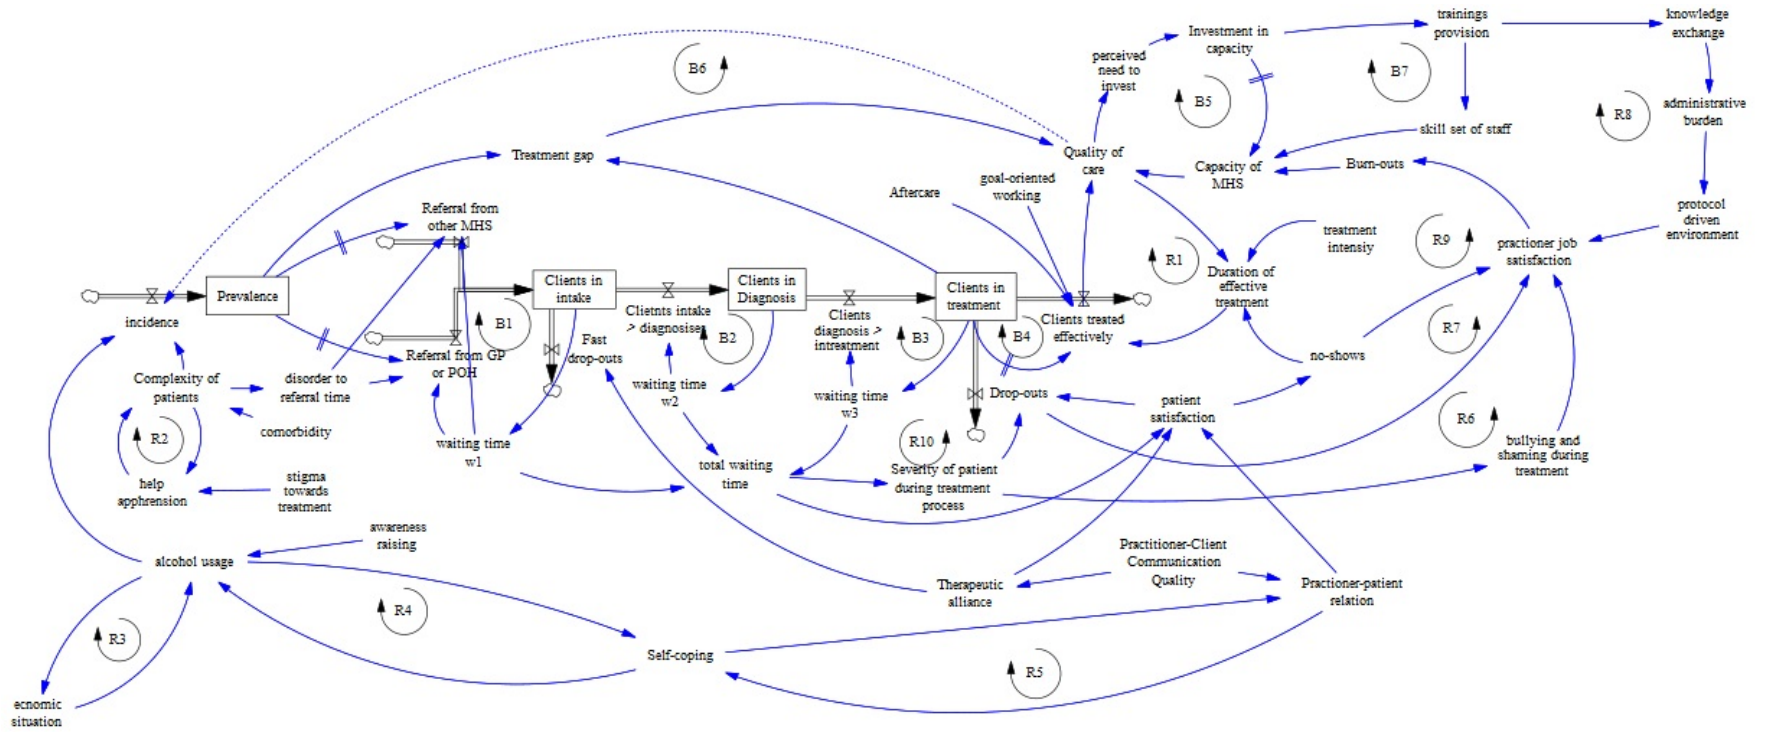 trainings
provision
knowledge
exchange
Investment in
capacity
perceived
need to
invest
B6
B7
B5
R8
administrative
burden
skill set of staff
Treatment gap
Quality of
care
Capacity of
MHS
Burn-outs
goal-oriented
working
Aftercare
Referral from
other MHS
protocol
driven
environment
treatment
intensiy
R9
practioner job
satisfaction
R1
Duration of
effective
treatment
Prevalence
Clients in
intake
Clients in
Diagnosis
Clients in
treatment
incidence
B1
Clietnts intake
> diagnosises
B2
Clients
diagnosis >
intreatment
B3
B4
Clients treated
effectively
R7
Fast
drop-outs
Referral from GP
or POH
no-shows
Complexity of
patients
disorder to
referral time
waiting time
w2
waiting time
w3
Drop-outs
patient
satisfaction
R6
comorbidity
R2
waiting time
w1
R10
bullying and
shaming during
treatment
total waiting
time
Severity of patient
during treatment
process
help
apphrension
stigma
towards
treatment
awareness
raising
alcohol usage
Practitioner-Client
Communication
Quality
Therapeutic
alliance
Practioner-patient
relation
R4
R3
Self-coping
R5
ecnomic
situation